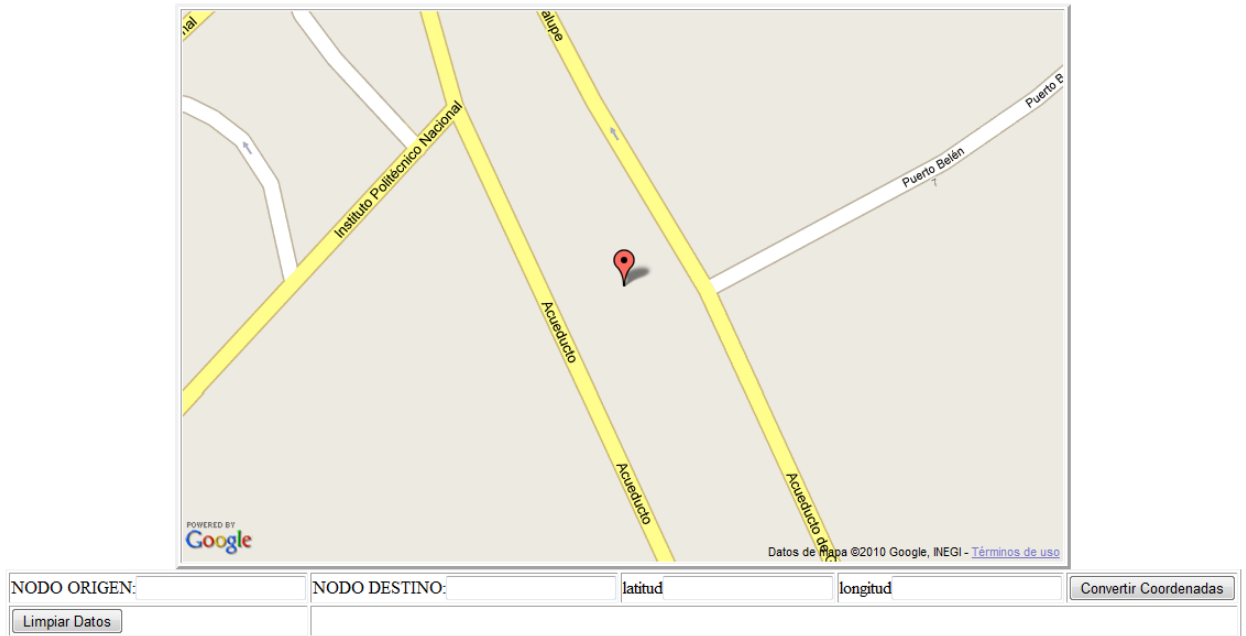 nal
alupe
Instituto Politécnico Nacional
Puerto B
Puerto Belén
Acueducto
Acueducto
Acueducto de G
POWERED BY
Google
Datos de mapa ©2010 Google, INEGI - Términos de uso
NODO ORIGEN: NODO DESTINO: latitud longitud Convertir Coordenadas
Limpiar Datos